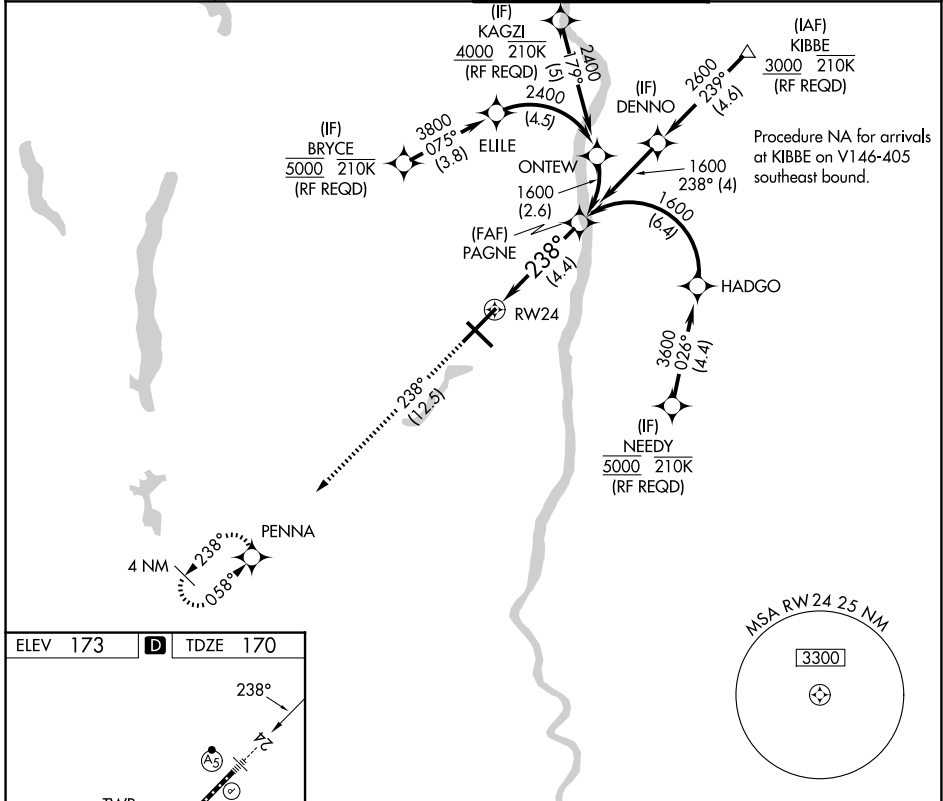 (IF)
KAGZI
4000 210K
(RF REQD)
2400
179°
(5)
(IAF)
KIBBE
3000 210K
(RF REQD)
2600
239°
(4.6)
(IF)
DENNO
2400
(4.5)
ELILE
(IF)
BRYCE
5000 210K
(RF REQD)
3800
075°
(3.8)
Procedure NA for arrivals
at KIBBE on V146-405
southeast bound.
ONTEW
1600
238° (4)
1600
(2.6)
1600
(6.4)
(FAF)
PAGNE
238°
(4.4)
HADGO
RW24
3600
026°
(4.4)
238°
(12.5)
(IF)
NEEDY
5000 210K
(RF REQD)
PENNA
4 NM
238°
058°
MSA RW24 25 NM
3300
ELEV 173 D TDZE 170
238°
24
A5
P
TWR